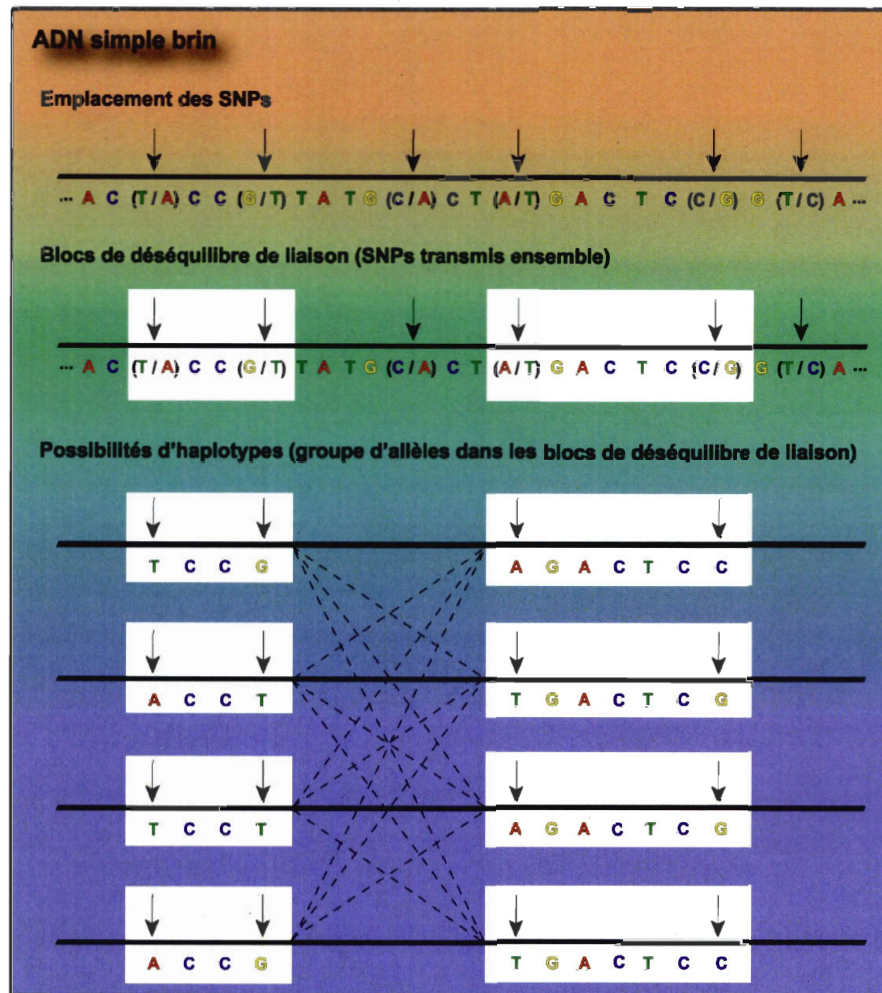 ADN simple brin
Emplacement des SNPs
... A C (T/A) C C (G/T) T A T G (C/A) C T (A/T) G A C T C (C/G) G (T/C) A ...
Blocs de déséquilibre de liaison (SNPs transmis ensemble)
... A C (T/A) C C (G/T) T A T G (C/A) C T (A/T) G A C T C (C/G) G (T/C) A ...
Possibilités d'haplotypes (groupe d'allèles dans les blocs de déséquilibre de liaison)
T C C G A G A C T C C
A C C T T G A C T C G
T C C T A G A C T C G
A C C G T G A C T C C